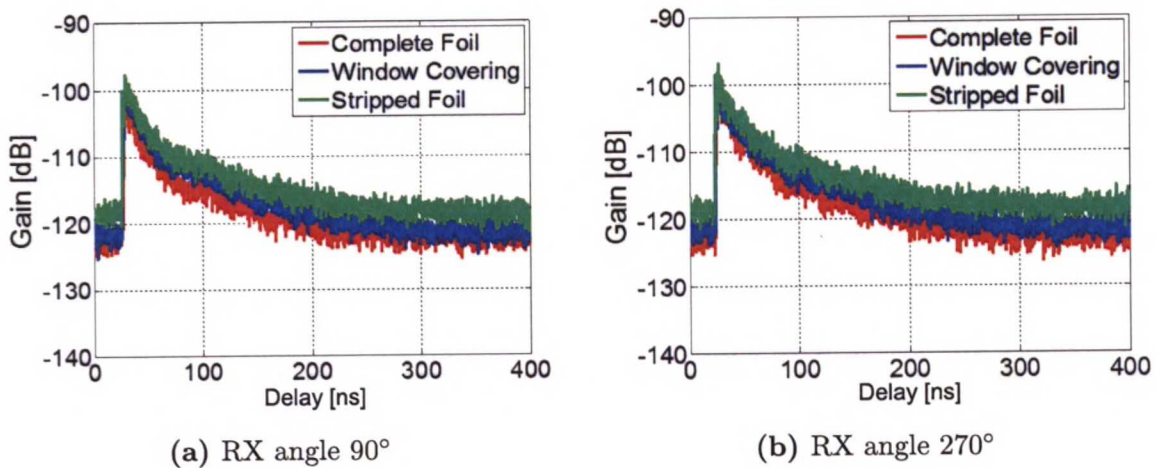 -90
-100
-110
-120
-130
-140
Gain [dB]
Complete Foil
Window Covering
Stripped Foil
0 100 200 300 400
Delay [ns]
(a) RX angle 90°
-90
-100
-110
-120
-130
-140
Gain [dB]
Complete Foil
Window Covering
Stripped Foil
0 100 200 300 400
Delay [ns]
(b) RX angle 270°